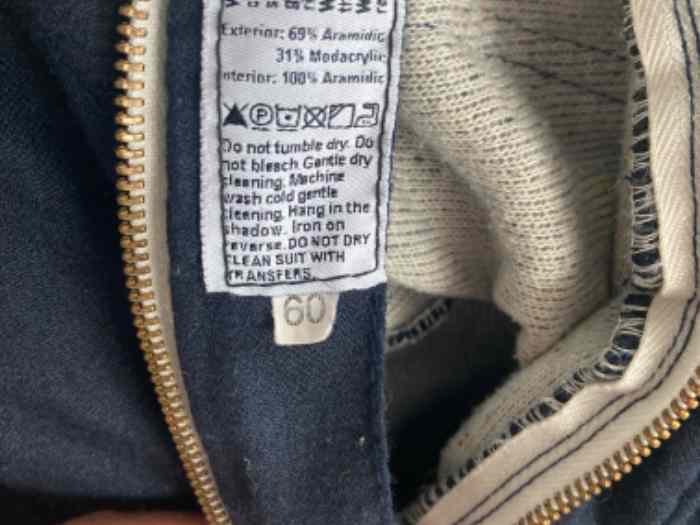 Exterior: 69% Aramidic
31% Modacrylic
nterior: 100% Aramidic
Do not tumble dry. Do
not bleach Gentle dry
cleaning. Machine
wash cold gentle
cleening. Hang in the
shadow. Iron on
reverse. DO NOT DRY
CLEAN SUIT WITH
TRANSFERS.
60